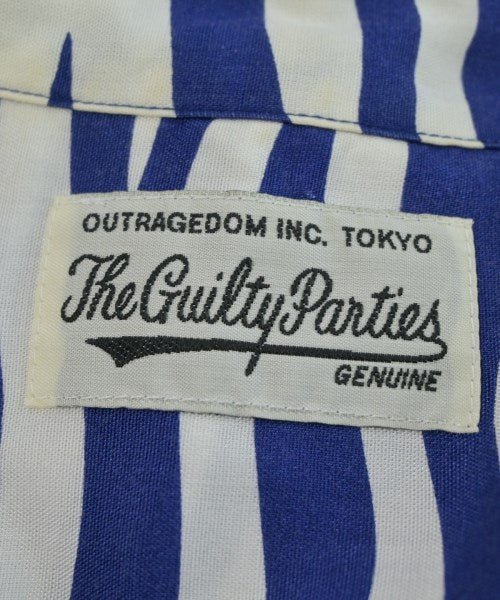 OUTRAGEDOM INC. TOKYO
The Guilty Parties
GENUINE